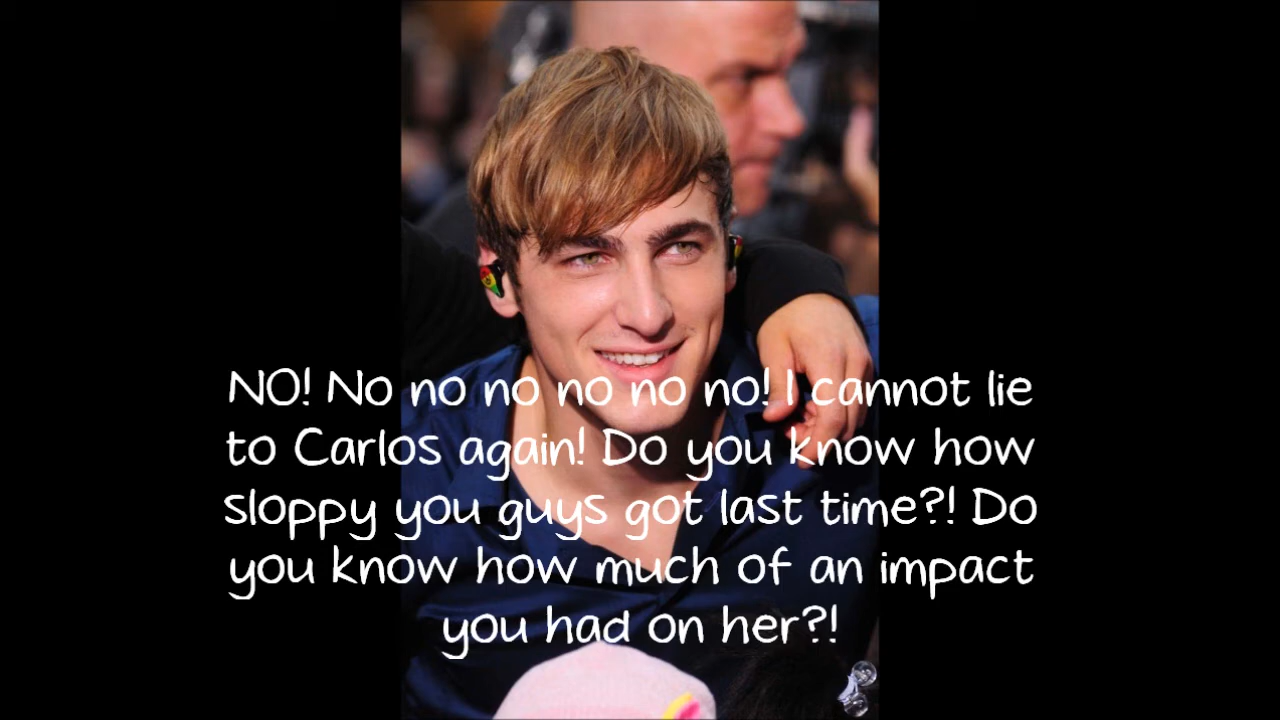 NO! No no no no no no! I cannot lie
to Carlos again! Do you know how
sloppy you guys got last time?! Do
you know how much of an impact
you had on her?!